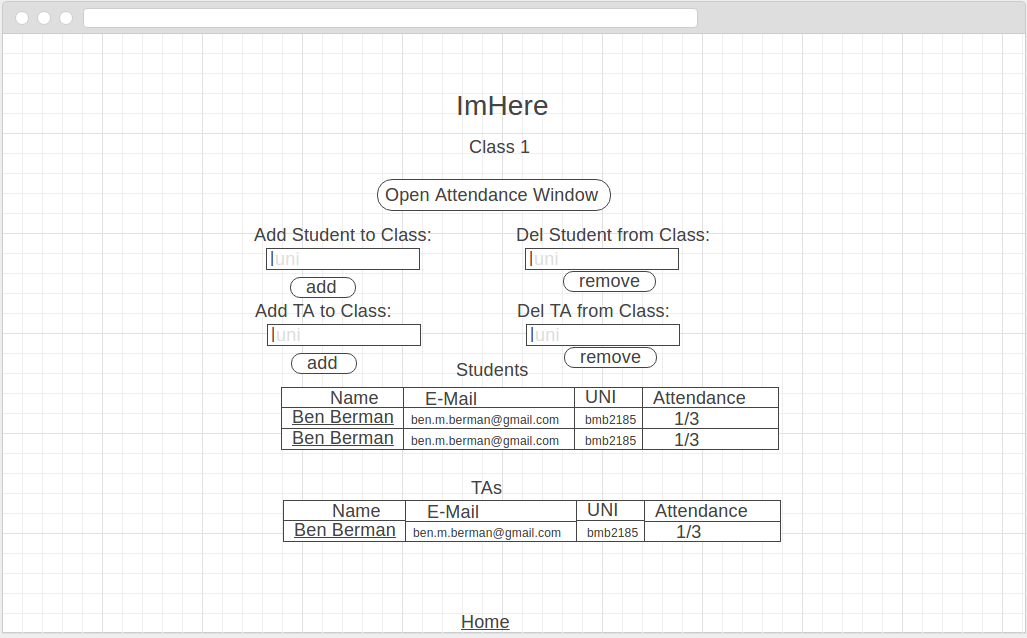 ImHere
Class 1
Open Attendance Window
Add Student to Class: Del Student from Class:
uni uni
add remove
Add TA to Class: Del TA from Class:
uni uni
add remove
Students
Name E-Mail UNI Attendance
Ben Berman ben.m.berman@gmail.com bmb2185 1/3
Ben Berman ben.m.berman@gmail.com bmb2185 1/3
TAs
Name E-Mail UNI Attendance
Ben Berman ben.m.berman@gmail.com bmb2185 1/3
Home